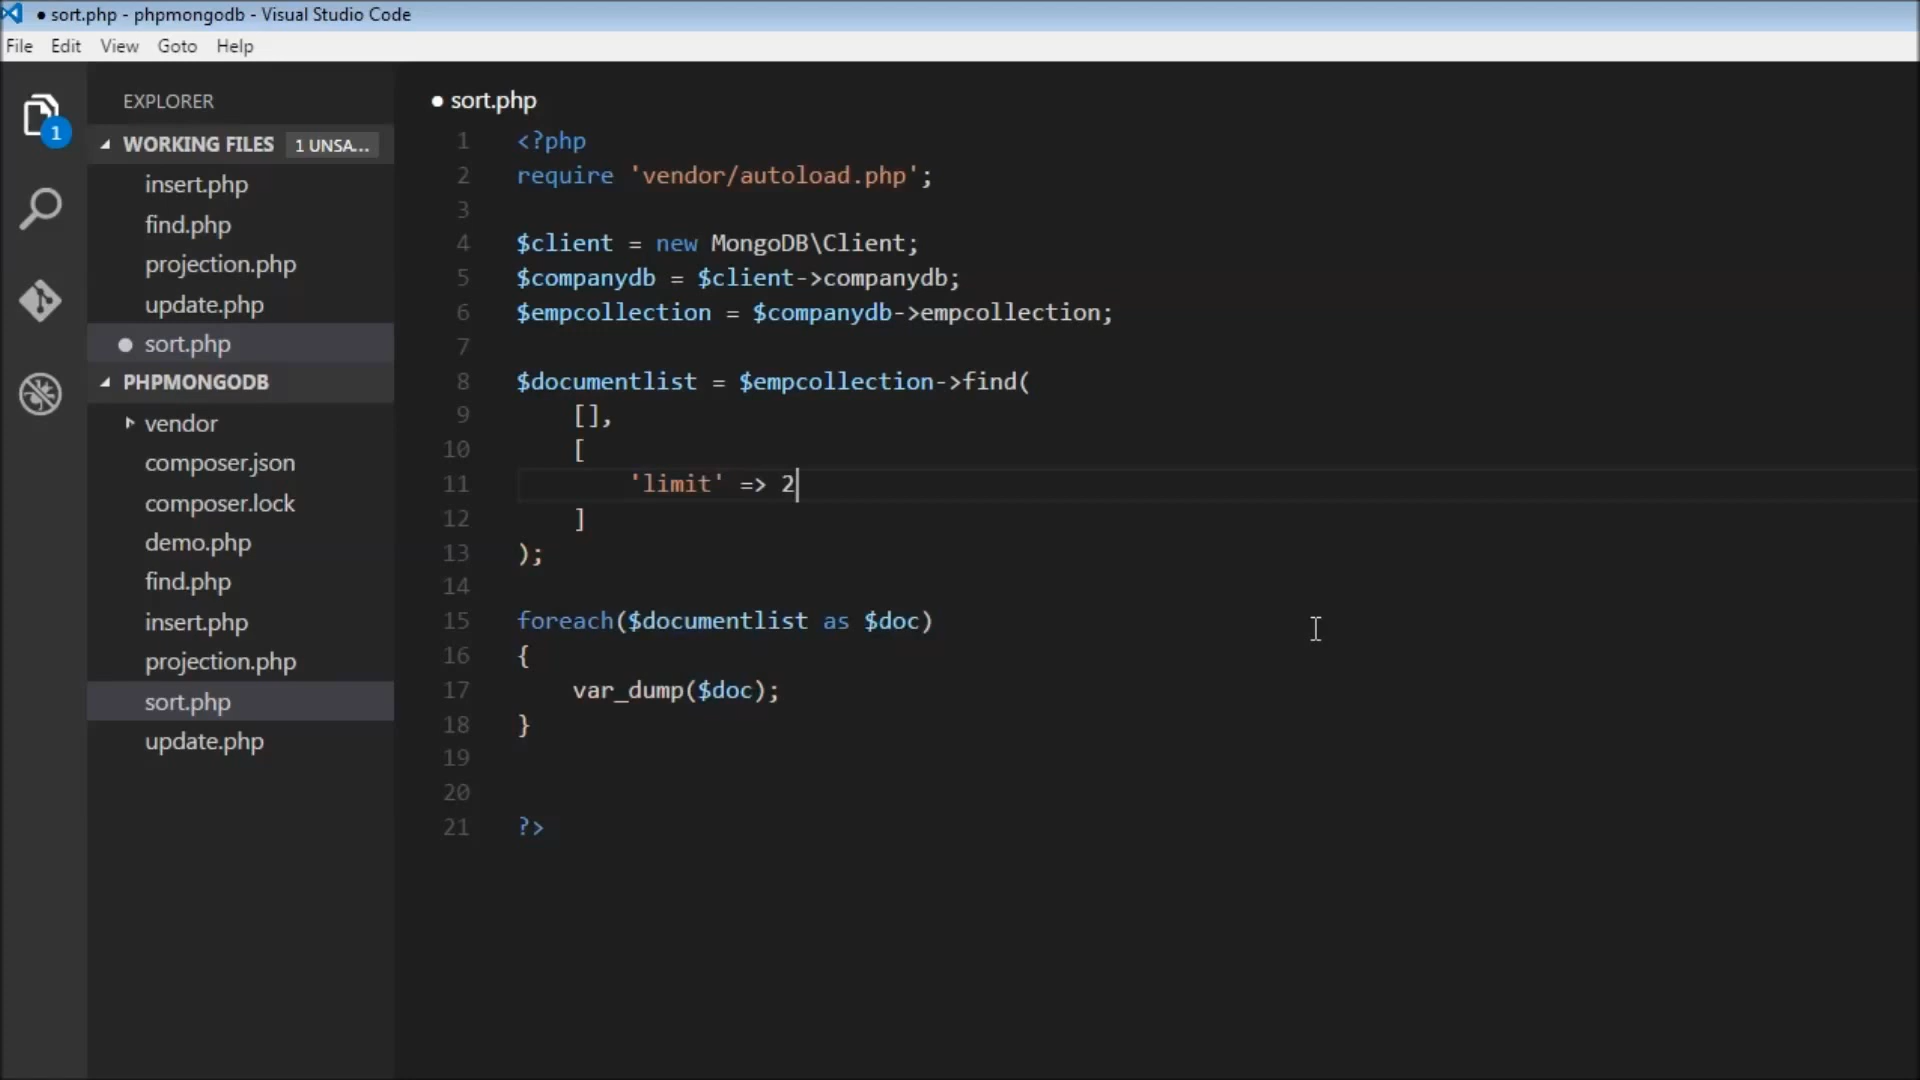 ● sort.php - phpmongodb - Visual Studio Code
File Edit View Goto Help
EXPLORER
WORKING FILES 1 UNSA...
insert.php
find.php
projection.php
update.php
sort.php
PHPMONGODB
vendor
composer.json
composer.lock
demo.php
find.php
insert.php
projection.php
sort.php
update.php
1
● sort.php
1 <?php
2 require 'vendor/autoload.php';
3
4 $client = new MongoDB\Client;
5 $companydb = $client->companydb;
6 $empcollection = $companydb->empcollection;
7
8 $documentlist = $empcollection->find(
9 [],
10 [
11 'limit' => 2
12 ]
13 );
14
15 foreach($documentlist as $doc)
16 {
17 var_dump($doc);
18 }
19
20
21 ?>